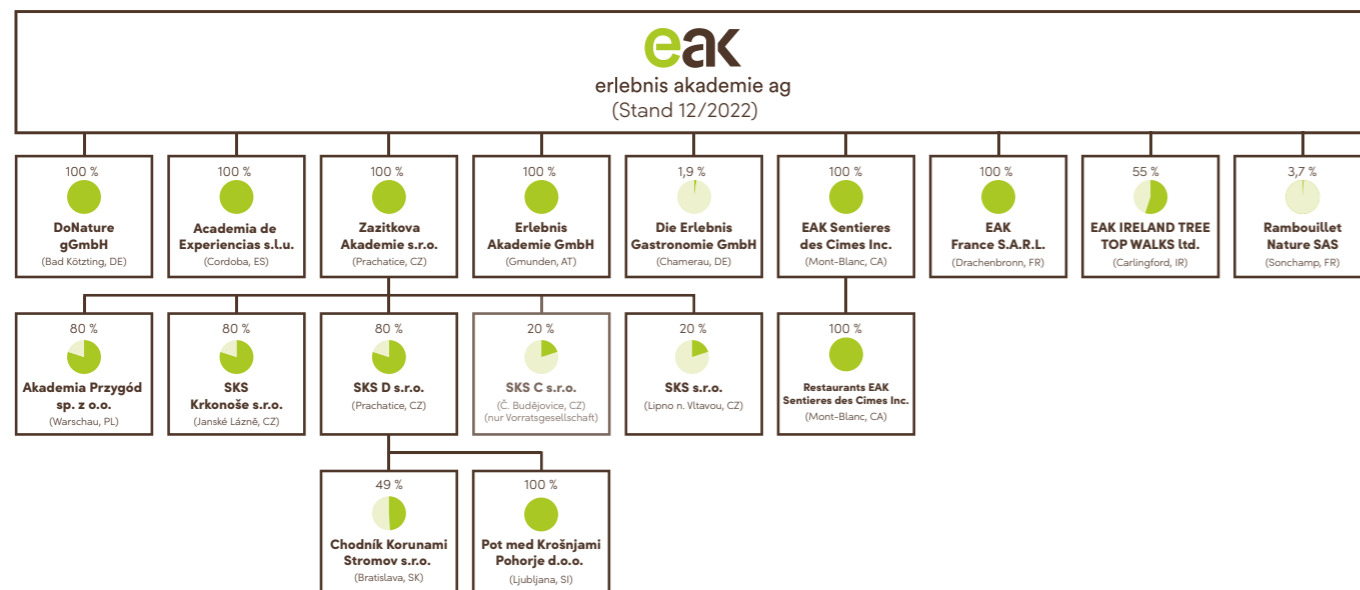 eak
erlebnis akademie ag
(Stand 12/2022)
100 %
DoNature
gGmbH
(Bad Kötzting, DE)
100 %
Academia de
Experiencias s.l.u.
(Cordoba, ES)
100 %
Zazitkova
Akademie s.r.o.
(Prachatice, CZ)
100 %
Erlebnis
Akademie GmbH
(Gmunden, AT)
1,9 %
Die Erlebnis
Gastronomie GmbH
(Chamerau, DE)
100 %
EAK Sentieres
des Cimes Inc.
(Mont-Blanc, CA)
100 %
EAK
France S.A.R.L.
(Drachenbronn, FR)
55 %
EAK IRELAND TREE
TOP WALKS ltd.
(Carlingford, IR)
3,7 %
Rambouillet
Nature SAS
(Sonchamp, FR)
80 %
Akademia Przygód
sp. z o.o.
(Warschau, PL)
80 %
SKS
Krkonoše s.r.o.
(Janské Lázně, CZ)
80 %
SKS D s.r.o.
(Prachatice, CZ)
20 %
SKS C s.r.o.
(Č. Budějovice, CZ)
(nur Vorratsgesellschaft)
20 %
SKS s.r.o.
(Lipno n. Vltavou, CZ)
100 %
Restaurants EAK
Sentieres des Cimes Inc.
(Mont-Blanc, CA)
49 %
Chodník Korunami
Stromov s.r.o.
(Bratislava, SK)
100 %
Pot med Krošnjami
Pohorje d.o.o.
(Ljubljana, SI)